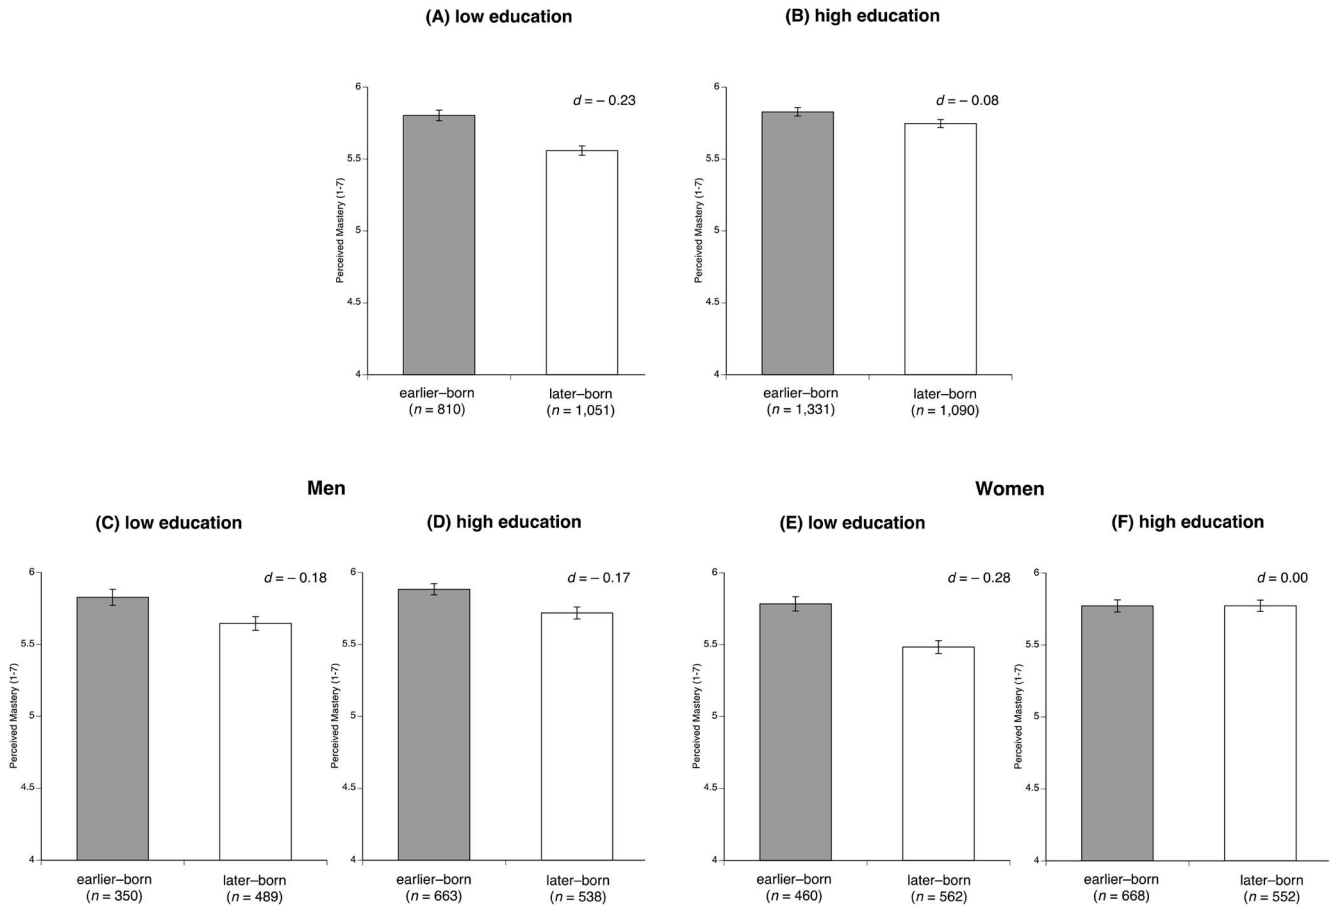 (A) low education
(B) high education
6
5.5
5
4.5
4
Perceived Mastery (1-7)
d = – 0.23
earlier–born
(n = 810)
later–born
(n = 1,051)
6
5.5
5
4.5
4
Perceived Mastery (1-7)
d = – 0.08
earlier–born
(n = 1,331)
later–born
(n = 1,090)
Men
Women
(C) low education
(D) high education
(E) low education
(F) high education
6
5.5
5
4.5
4
Perceived Mastery (1-7)
d = – 0.18
earlier–born
(n = 350)
later–born
(n = 489)
6
5.5
5
4.5
4
Perceived Mastery (1-7)
d = – 0.17
earlier–born
(n = 663)
later–born
(n = 538)
6
5.5
5
4.5
4
Perceived Mastery (1-7)
d = – 0.28
earlier–born
(n = 460)
later–born
(n = 562)
6
5.5
5
4.5
4
Perceived Mastery (1-7)
d = 0.00
earlier–born
(n = 668)
later–born
(n = 552)